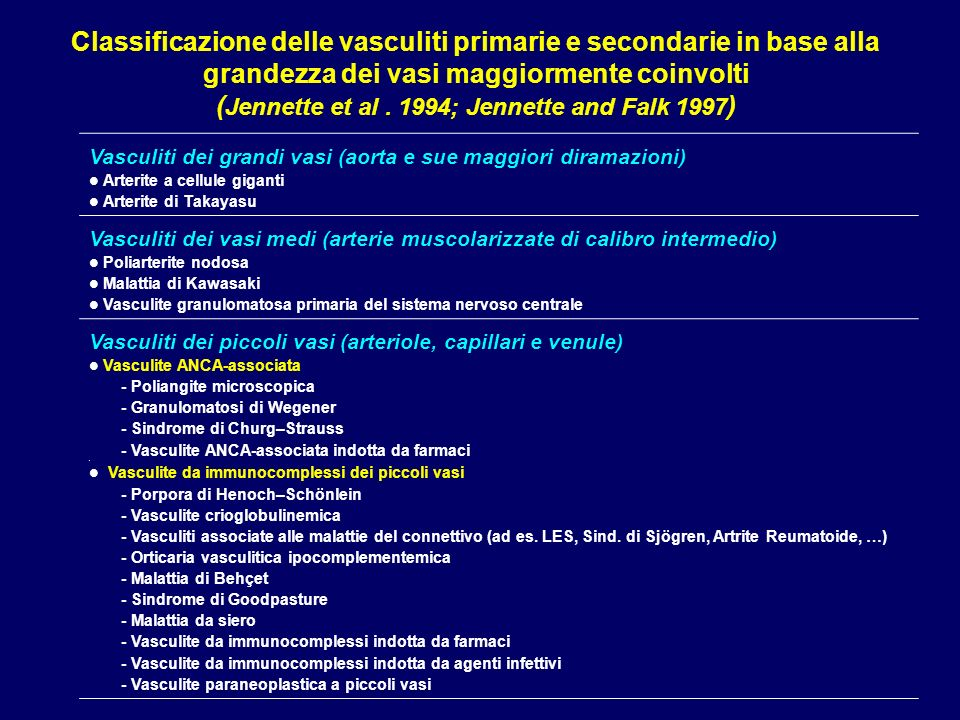 Classificazione delle vasculiti primarie e secondarie in base alla
grandezza dei vasi maggiormente coinvolti
(Jennette et al . 1994; Jennette and Falk 1997)
Vasculiti dei grandi vasi (aorta e sue maggiori diramazioni)
● Arterite a cellule giganti
● Arterite di Takayasu
Vasculiti dei vasi medi (arterie muscolarizzate di calibro intermedio)
● Poliarterite nodosa
● Malattia di Kawasaki
● Vasculite granulomatosa primaria del sistema nervoso centrale
Vasculiti dei piccoli vasi (arteriole, capillari e venule)
● Vasculite ANCA-associata
- Poliangite microscopica
- Granulomatosi di Wegener
- Sindrome di Churg–Strauss
- Vasculite ANCA-associata indotta da farmaci
● Vasculite da immunocomplessi dei piccoli vasi
- Porpora di Henoch–Schönlein
- Vasculite crioglobulinemica
- Vasculiti associate alle malattie del connettivo (ad es. LES, Sind. di Sjögren, Artrite Reumatoide, …)
- Orticaria vasculitica ipocomplementemica
- Malattia di Behçet
- Sindrome di Goodpasture
- Malattia da siero
- Vasculite da immunocomplessi indotta da farmaci
- Vasculite da immunocomplessi indotta da agenti infettivi
- Vasculite paraneoplastica a piccoli vasi